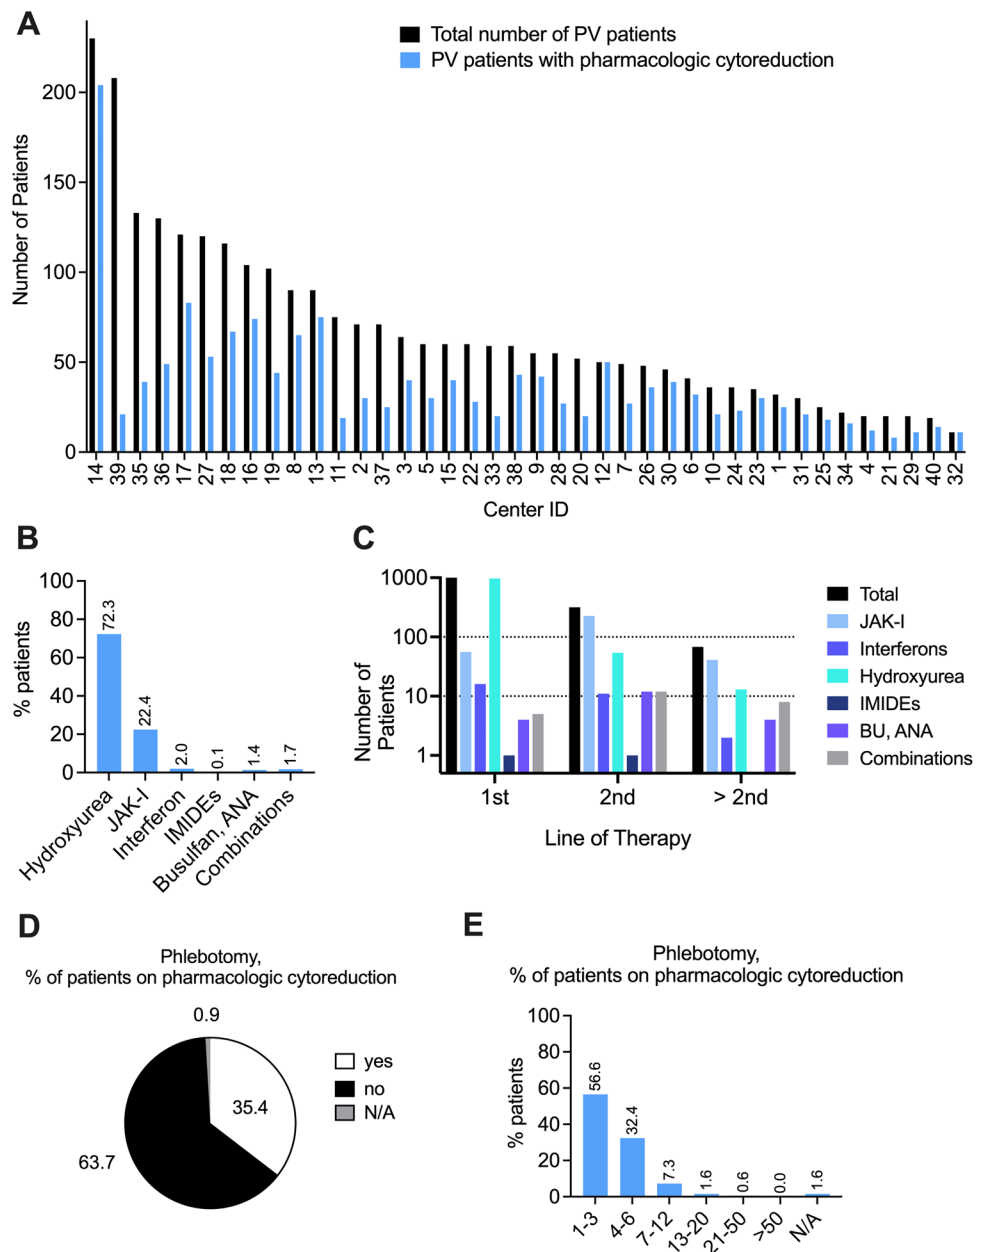 A
Total number of PV patients
PV patients with pharmacologic cytoreduction
Number of Patients
200
150
100
50
0
14 39 35 36 17 27 18 16 19 8 13 11 2 37 3 5 15 22 33 38 9 28 20 12 7 26 30 6 10 24 23 1 31 25 34 4 21 29 40 32
Center ID
B
% patients
100
80
60
40
20
0
72.3 22.4 2.0 0.1 1.4 1.7
Hydroxyurea
JAK-I
Interferon
IMIDEs
Busulfan, ANA
Combinations
C
Number of
Patients
1000
100
10
1
1st 2nd > 2nd
Line of Therapy
Total
JAK-I
Interferons
Hydroxyurea
IMIDEs
BU, ANA
Combinations
D
Phlebotomy,
% of patients on pharmacologic cytoreduction
0.9
35.4
63.7
yes
no
N/A
E
Phlebotomy,
% of patients on pharmacologic cytoreduction
% patients
100
80
60
40
20
0
56.6 32.4 7.3 1.6 0.6 0.0 1.6
1-3 4-6 7-12 13-20 21-50 >50 N/A